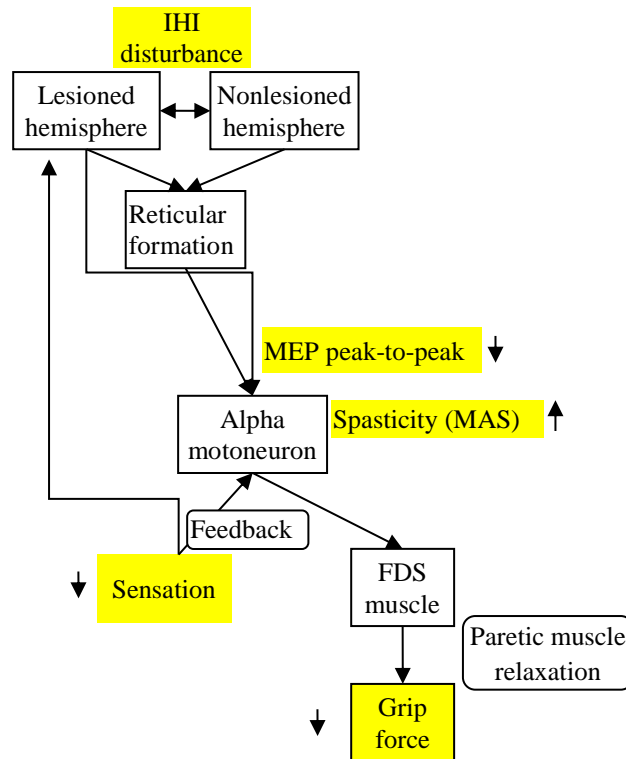 IHI
disturbance
Lesioned
hemisphere
Nonlesioned
hemisphere
Reticular
formation
MEP peak-to-peak
Alpha
motoneuron
Spasticity (MAS)
Feedback
Sensation
FDS
muscle
Paretic muscle
relaxation
Grip
force